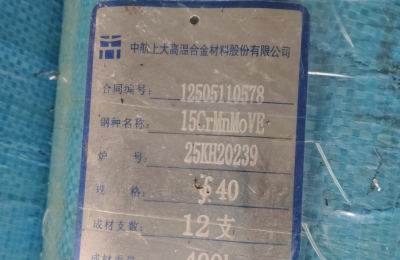 中航上大高温合金材料股份有限公司
合同编号: 12505110578
钢种名称: 15CrMnMoVE
炉 号: 25KH20239
规 格: ∮40
成材支数: 12支